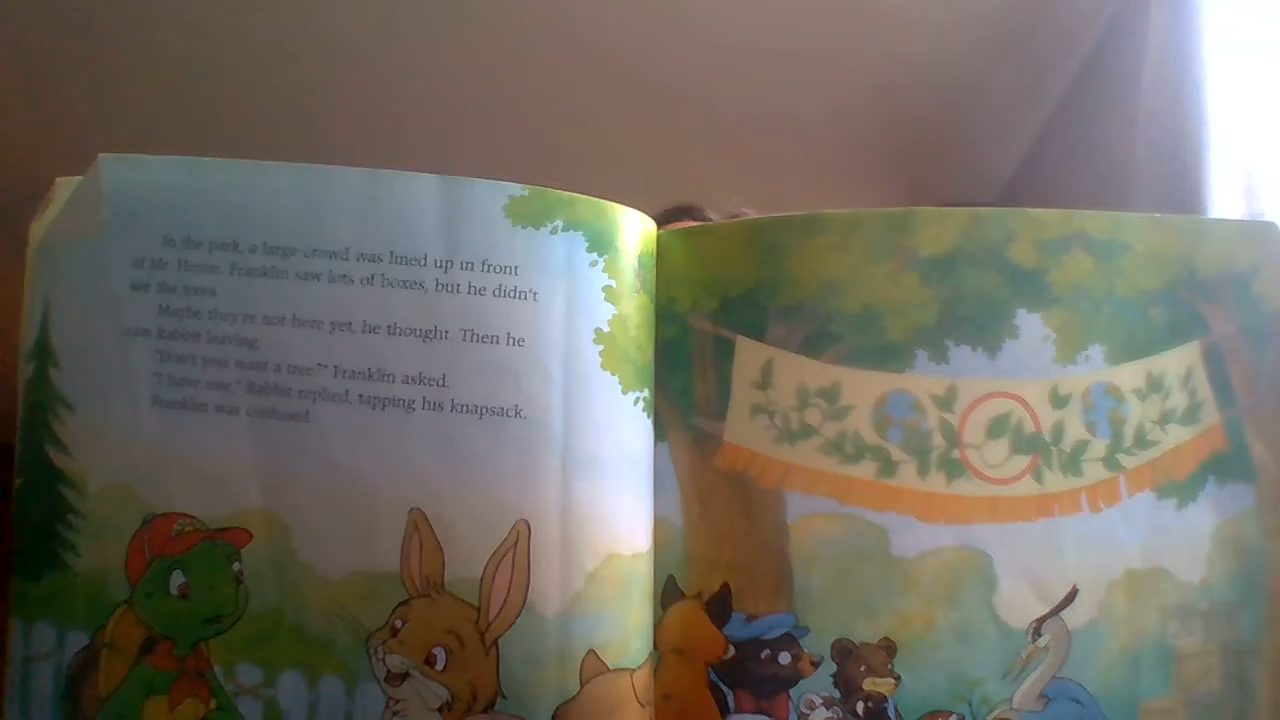 In the park, a large crowd was lined up in front
of Mr. Heron. Franklin saw lots of boxes, but he didn't
see the trees.
Maybe they're not here yet, he thought. Then he
saw Rabbit leaving.
"Don't you want a tree?" Franklin asked.
"I have one," Rabbit replied, tapping his knapsack.
Franklin was confused.